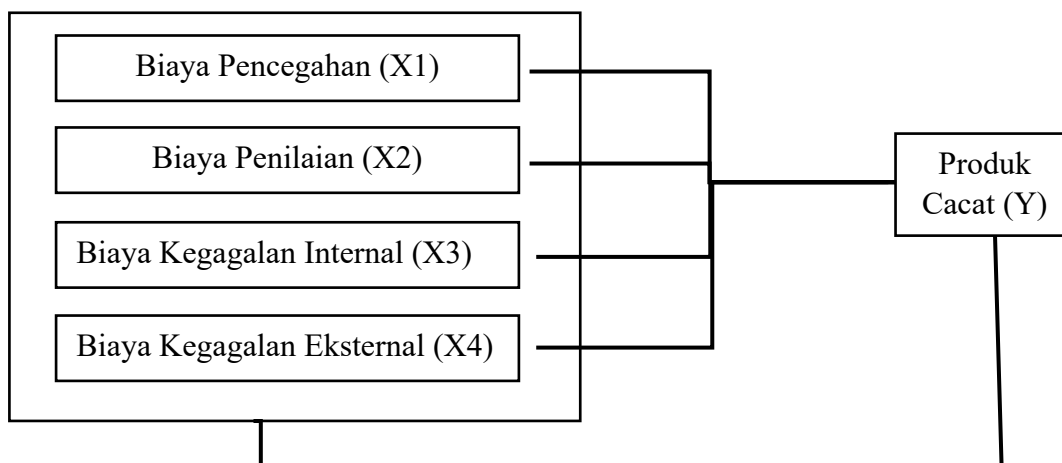 Biaya Pencegahan (X1)
Biaya Penilaian (X2)
Biaya Kegagalan Internal (X3)
Biaya Kegagalan Eksternal (X4)
Produk
Cacat (Y)